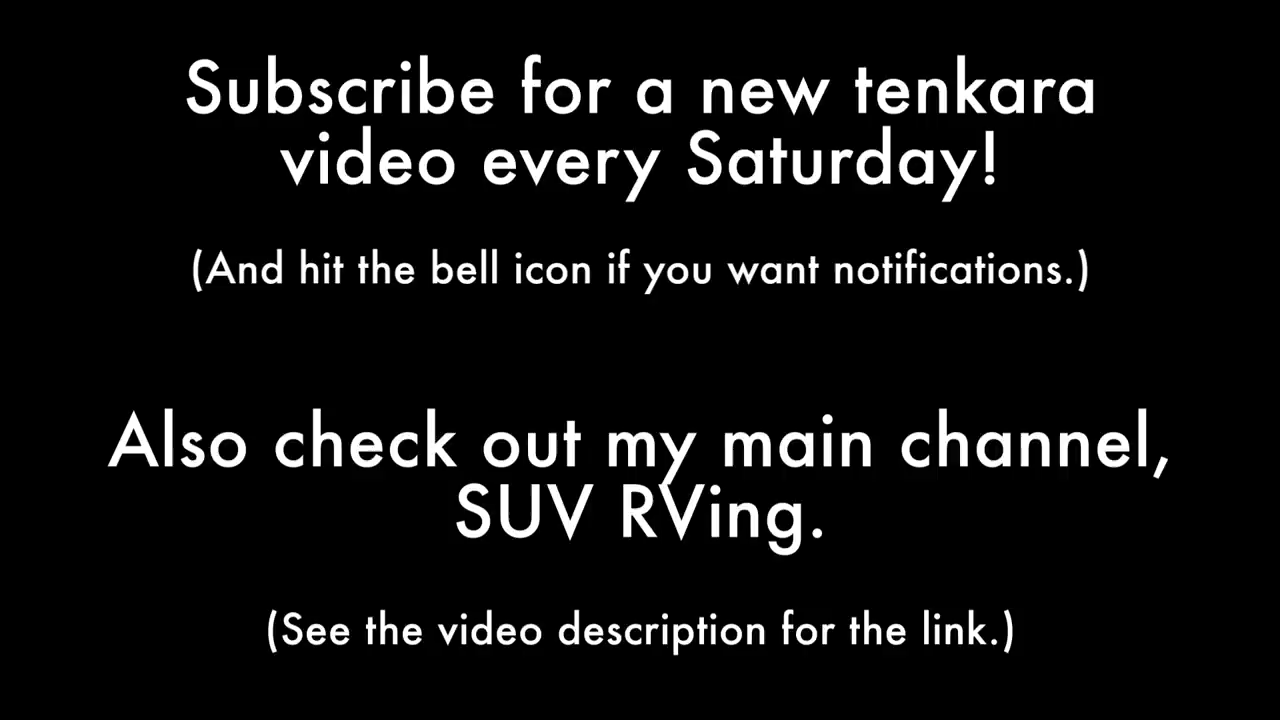 Subscribe for a new tenkara
video every Saturday!
(And hit the bell icon if you want notifications.)
Also check out my main channel,
SUV RVing.
(See the video description for the link.)